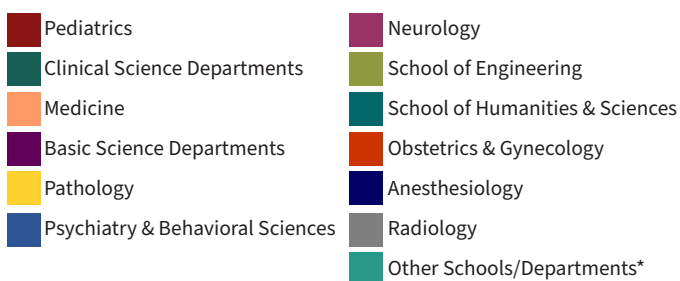 Pediatrics
Clinical Science Departments
Medicine
Basic Science Departments
Pathology
Psychiatry & Behavioral Sciences
Neurology
School of Engineering
School of Humanities & Sciences
Obstetrics & Gynecology
Anesthesiology
Radiology
Other Schools/Departments*